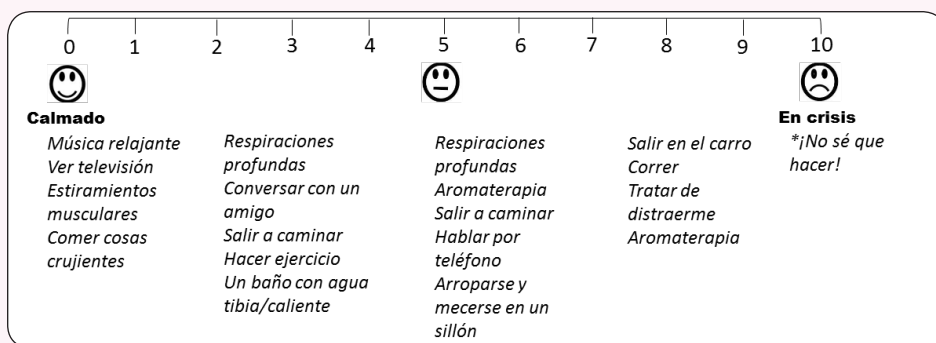 0 1 2 3 4 5 6 7 8 9 10
Calmado
Música relajante
Ver televisión
Estiramientos
musculares
Comer cosas
crujientes
Respiraciones
profundas
Conversar con un
amigo
Salir a caminar
Hacer ejercicio
Un baño con agua
tibia/caliente
Respiraciones
profundas
Aromaterapia
Salir a caminar
Hablar por
teléfono
Arroparse y
mecerse en un
sillón
Salir en el carro
Correr
Tratar de
distraerme
Aromaterapia
En crisis
*¡No sé que
hacer!